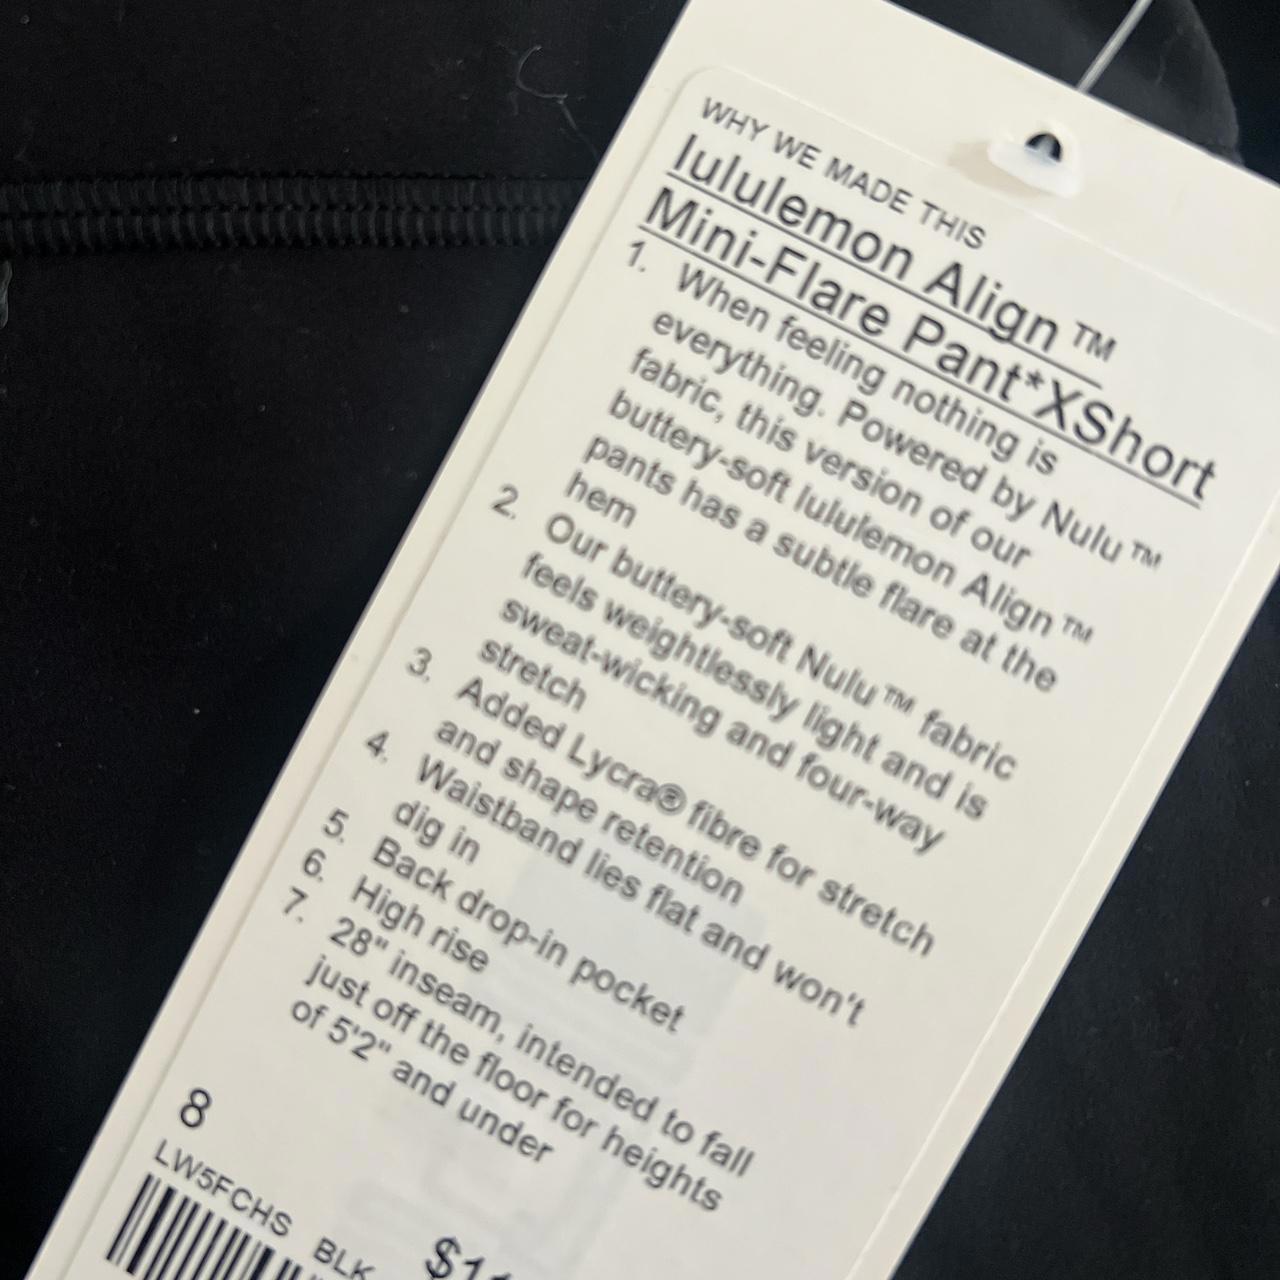 WHY WE MADE THIS
lululemon Align™
Mini-Flare Pant*XShort
1. When feeling nothing is
everything. Powered by Nulu™
fabric, this version of our
buttery-soft lululemon Align™
pants has a subtle flare at the
hem
2. Our buttery-soft Nulu™ fabric
feels weightlessly light and is
sweat-wicking and four-way
stretch
3. Added Lycra® fibre for stretch
and shape retention
4. Waistband lies flat and won't
dig in
5. Back drop-in pocket
6. High rise
7. 28" inseam, intended to fall
just off the floor for heights
of 5'2" and under
8
LW5FCHS BLK